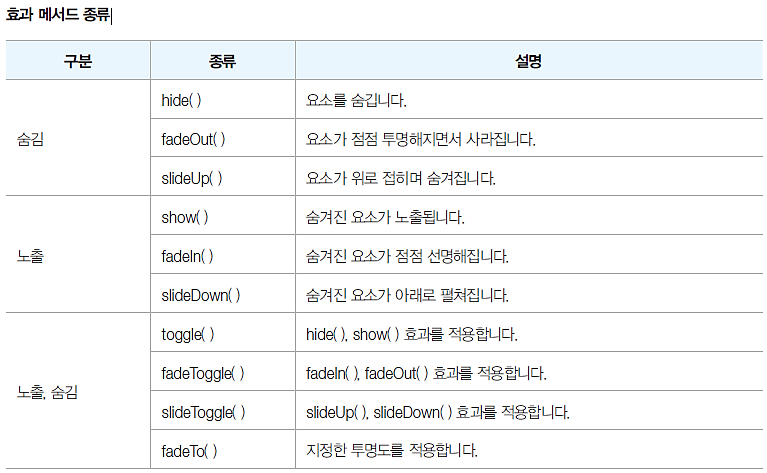 효과 메서드 종류
구분 종류 설명
숨김
hide( ) 요소를 숨깁니다.
fadeOut( ) 요소가 점점 투명해지면서 사라집니다.
slideUp( ) 요소가 위로 접히며 숨겨집니다.
노출
show( ) 숨겨진 요소가 노출됩니다.
fadeIn( ) 숨겨진 요소가 점점 선명해집니다.
slideDown( ) 숨겨진 요소가 아래로 펼쳐집니다.
노출, 숨김
toggle( ) hide( ), show( ) 효과를 적용합니다.
fadeToggle( ) fadeIn( ), fadeOut( ) 효과를 적용합니다.
slideToggle( ) slideUp( ), slideDown( ) 효과를 적용합니다.
fadeTo( ) 지정한 투명도를 적용합니다.